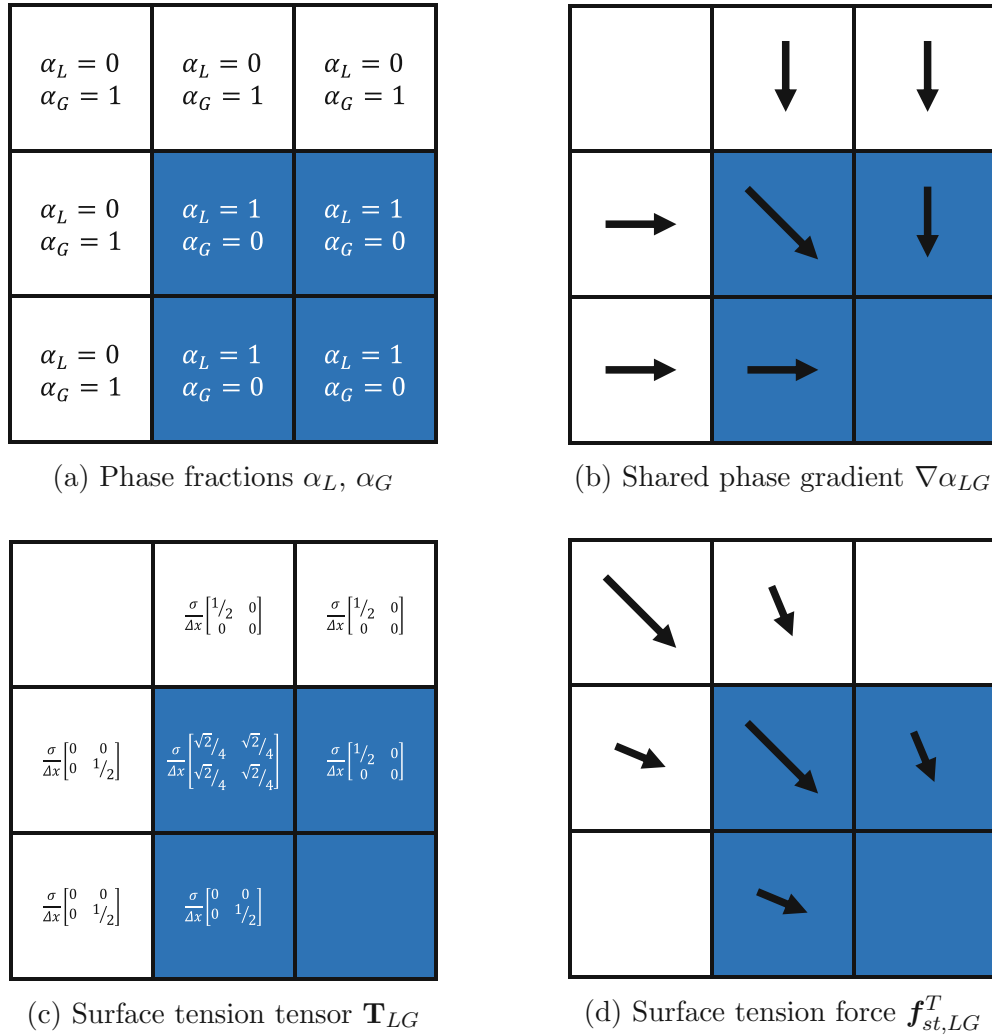 α_L = 0 α_L = 0 α_L = 0
α_G = 1 α_G = 1 α_G = 1
α_L = 0 α_L = 1 α_L = 1
α_G = 1 α_G = 0 α_G = 0
α_L = 0 α_L = 1 α_L = 1
α_G = 1 α_G = 0 α_G = 0
(a) Phase fractions α_L, α_G
(b) Shared phase gradient ∇α_LG
σ/Δx [1/2 0; 0 0] σ/Δx [1/2 0; 0 0]
σ/Δx [0 0; 0 1/2] σ/Δx [√2/4 √2/4; √2/4 √2/4] σ/Δx [1/2 0; 0 0]
σ/Δx [0 0; 0 1/2] σ/Δx [0 0; 0 1/2]
(c) Surface tension tensor T_LG
(d) Surface tension force f^T_st,LG